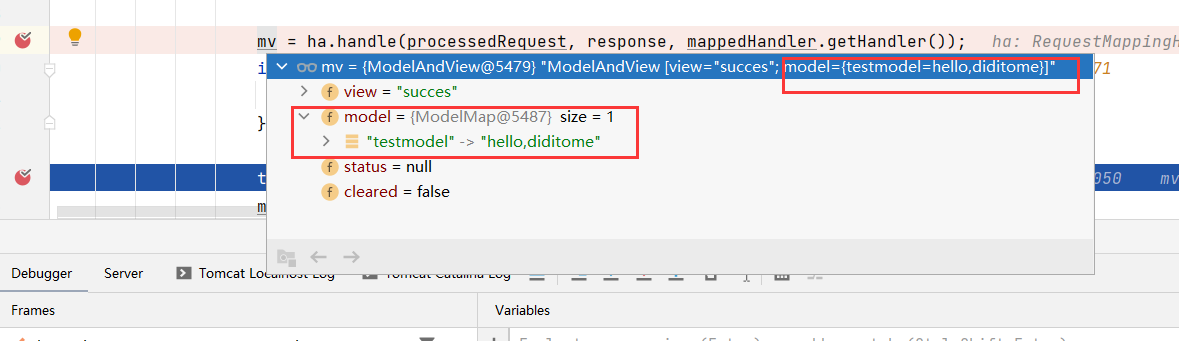 mv = ha.handle(processedRequest, response, mappedHandler.getHandler());   ha: RequestMappingH
i
mv = {ModelAndView@5479} "ModelAndView [view="succes"; model={testmodel=hello,diditome}]"
71
view = "succes"
model = {ModelMap@5487} size = 1
}
"testmodel" -> "hello,diditome"
status = null
t
050   mv
cleared = false
m
Debugger   Server   Tomcat Localhost Log   Tomcat Catalina Log
Frames   Variables